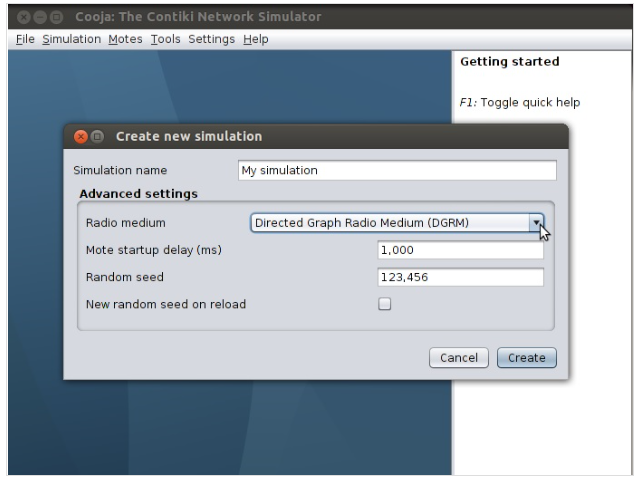 Cooja: The Contiki Network Simulator
File Simulation Motes Tools Settings Help
Getting started
F1: Toggle quick help
Create new simulation
Simulation name My simulation
Advanced settings
Radio medium Directed Graph Radio Medium (DGRM)
Mote startup delay (ms) 1,000
Random seed 123,456
New random seed on reload
Cancel Create